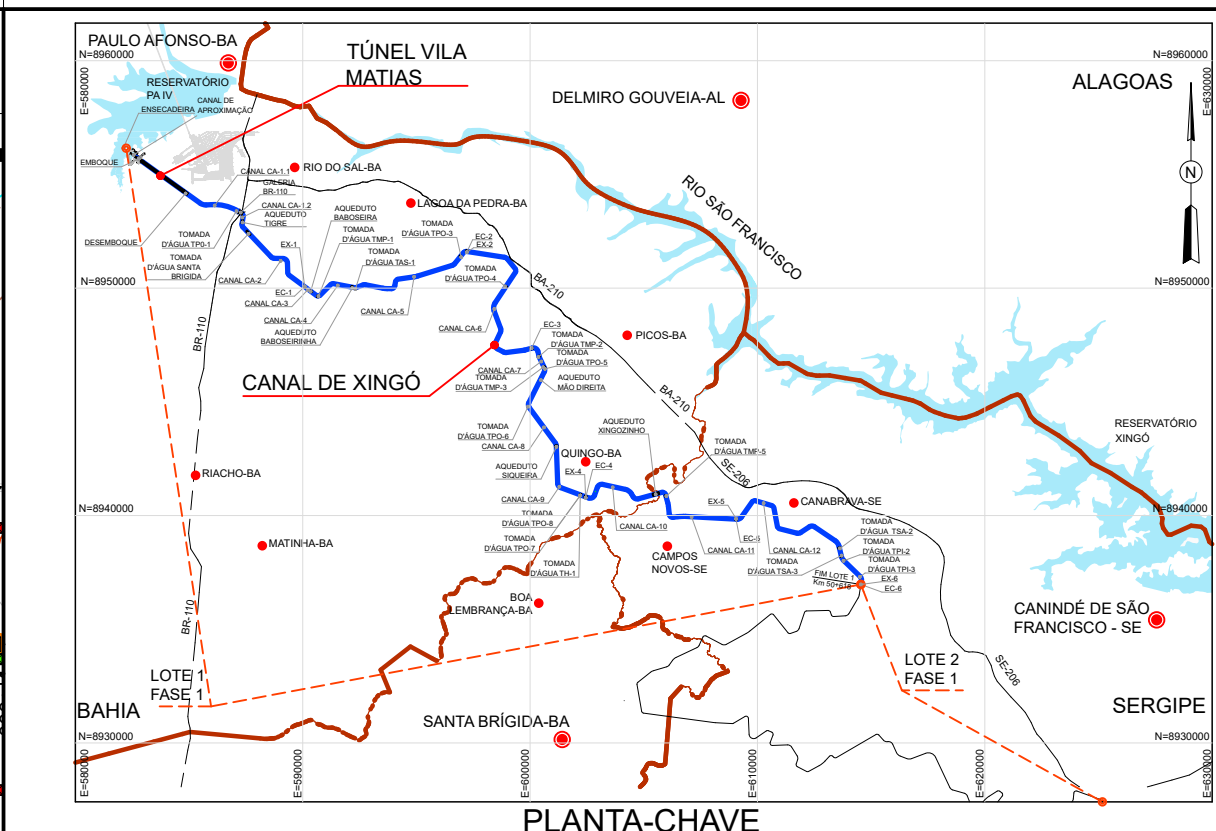 PAULO AFONSO-BA
TÚNEL VILA
MATIAS
N=8960000
N=8960000
E=580000
E=630000
RESERVATÓRIO
PA IV
ENSECADEIRA
CANAL DE
APROXIMAÇÃO
EMBOQUE
DELMIRO GOUVEIA-AL
ALAGOAS
N
RIO DO SAL-BA
CANAL CA-1.1
GALERIA
BR-110
CANAL CA-1.2
AQUEDUTO
TIGRE
LAGOA DA PEDRA-BA
RIO SÃO FRANCISCO
DESEMBOQUE
TOMADA
D'ÁGUA TP0-1
TOMADA
D'ÁGUA SANTA
BRIGIDA
EX-1
AQUEDUTO
BABOSEIRA
TOMADA
D'ÁGUA TMP-1
TOMADA
D'ÁGUA TAS-1
TOMADA
D'ÁGUA TPO-3
EC-2
EX-2
TOMADA
D'ÁGUA TPO-4
BA-210
CANAL CA-2
EC-1
CANAL CA-3
CANAL CA-4
AQUEDUTO
BABOSEIRINHA
CANAL CA-5
N=8950000
N=8950000
CANAL CA-6
BR-110
EC-3
TOMADA
D'ÁGUA TMP-2
TOMADA
D'ÁGUA TPO-5
PICOS-BA
CANAL DE XINGÓ
CANAL CA-7
TOMADA
D'ÁGUA TMP-3
AQUEDUTO
MÃO DIREITA
BA-210
TOMADA
D'ÁGUA TPO-6
CANAL CA-8
AQUEDUTO
XINGOZINHO
TOMADA
D'ÁGUA TMF-5
RESERVATÓRIO
XINGÓ
AQUEDUTO
SIQUEIRA
QUINGO-BA
EX-4
EC-4
SE-206
RIACHO-BA
CANAL CA-9
CANABRAVA-SE
EX-5
N=8940000
N=8940000
TOMADA
D'ÁGUA TPO-8
CANAL CA-10
TOMADA
D'ÁGUA TPO-7
MATINHA-BA
TOMADA
D'ÁGUA TH-1
CAMPOS
NOVOS-SE
EC-5
CANAL CA-11
CANAL CA-12
TOMADA
D'ÁGUA TSA-2
TOMADA
D'ÁGUA TPI-2
TOMADA
D'ÁGUA TSA-3
TOMADA
D'ÁGUA TPI-3
FIM LOTE 1
Km 50+616
EX-6
EC-6
BOA
LEMBRANÇA-BA
CANINDÉ DE SÃO
FRANCISCO - SE
BR-110
LOTE 1
FASE 1
LOTE 2
FASE 1
SE-206
BAHIA
SANTA BRÍGIDA-BA
SERGIPE
N=8930000
N=8930000
E=580000
E=590000
E=600000
E=610000
E=620000
E=630000
PLANTA-CHAVE